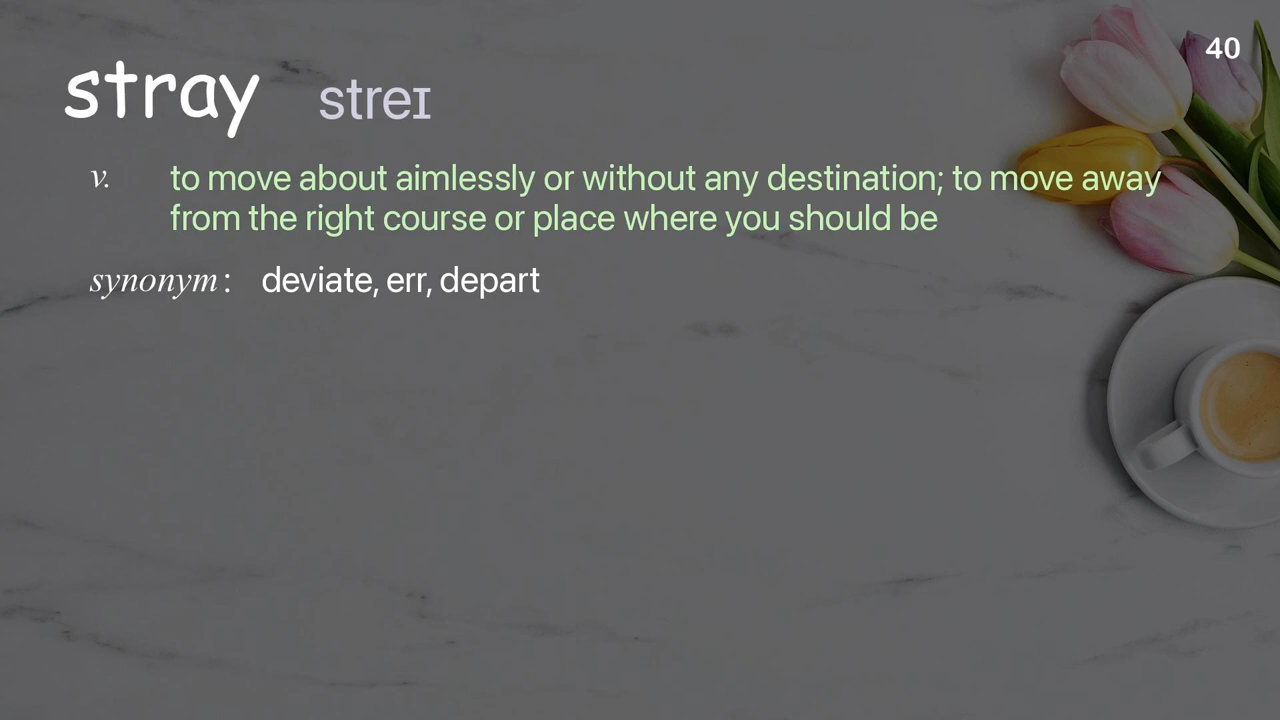 40
stray streɪ
v. to move about aimlessly or without any destination; to move away
from the right course or place where you should be
synonym : deviate, err, depart